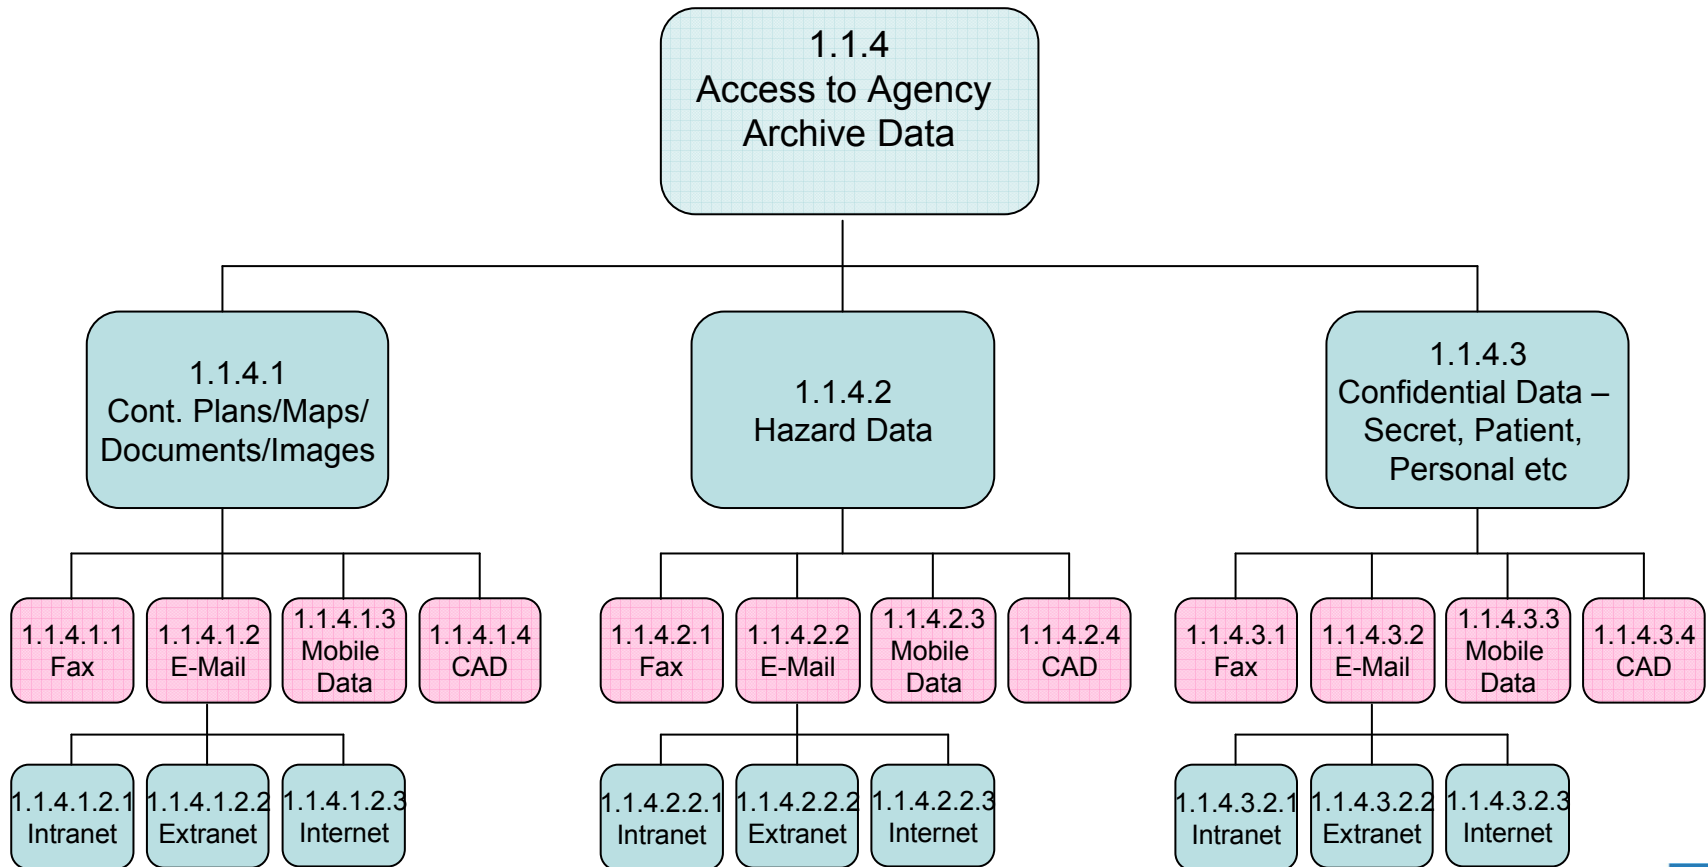 1.1.4
Access to Agency
Archive Data
1.1.4.1
Cont. Plans/Maps/
Documents/Images
1.1.4.2
Hazard Data
1.1.4.3
Confidential Data –
Secret, Patient,
Personal etc
1.1.4.1.1
Fax
1.1.4.1.2
E-Mail
1.1.4.1.3
Mobile
Data
1.1.4.1.4
CAD
1.1.4.2.1
Fax
1.1.4.2.2
E-Mail
1.1.4.2.3
Mobile
Data
1.1.4.2.4
CAD
1.1.4.3.1
Fax
1.1.4.3.2
E-Mail
1.1.4.3.3
Mobile
Data
1.1.4.3.4
CAD
1.1.4.1.2.1
Intranet
1.1.4.1.2.2
Extranet
1.1.4.1.2.3
Internet
1.1.4.2.2.1
Intranet
1.1.4.2.2.2
Extranet
1.1.4.2.2.3
Internet
1.1.4.3.2.1
Intranet
1.1.4.3.2.2
Extranet
1.1.4.3.2.3
Internet